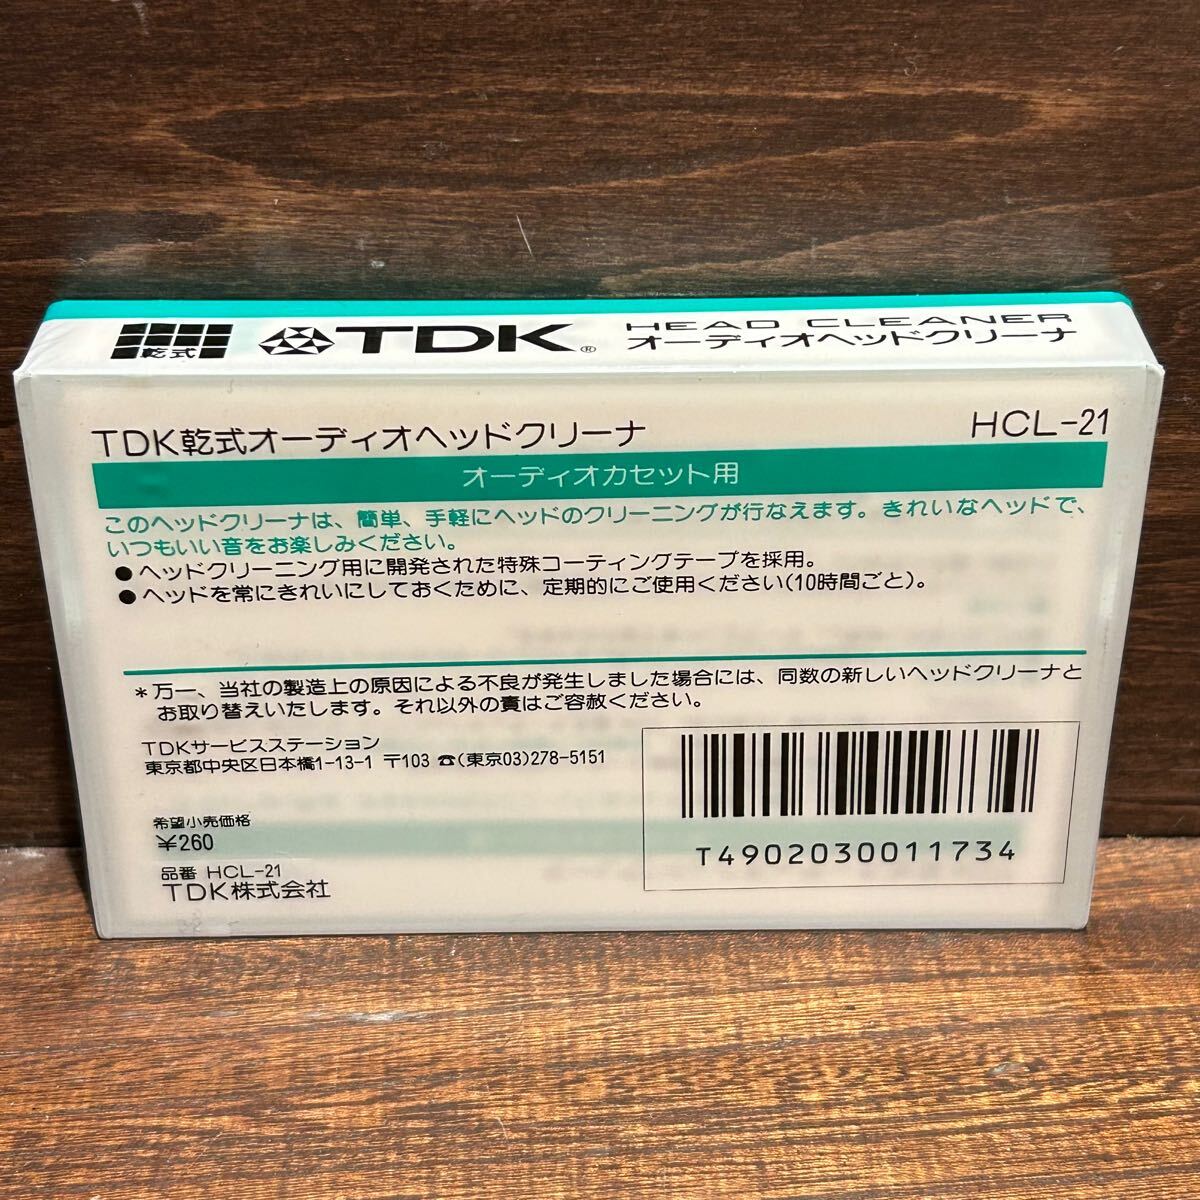 乾式 TDK® HEAD CLEANER
オーディオヘッドクリーナ
TDK乾式オーディオヘッドクリーナ HCL-21
オーディオカセット用
このヘッドクリーナは、簡単、手軽にヘッドのクリーニングが行なえます。きれいなヘッドで、
いつもいい音をお楽しみください。
●ヘッドクリーニング用に開発された特殊コーティングテープを採用。
●ヘッドを常にきれいにしておくために、定期的にご使用ください(10時間ごと)。
*万一、当社の製造上の原因による不良が発生しました場合には、同数の新しいヘッドクリーナと
お取り替えいたします。それ以外の責はご容赦ください。
TDKサービスステーション
東京都中央区日本橋1-13-1 〒103 ☎(東京03)278-5151
希望小売価格
¥260
品番 HCL-21
TDK株式会社
T4902030011734